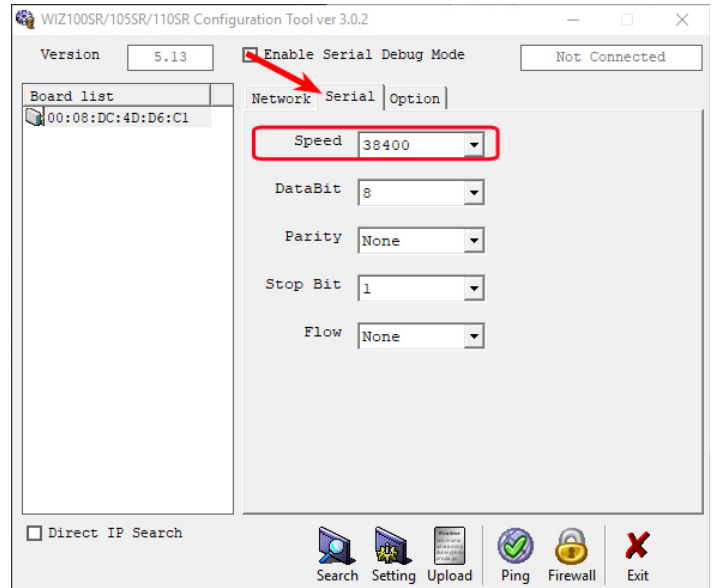 WIZ100SR/105SR/110SR Configuration Tool ver 3.0.2
Version 5.13 Enable Serial Debug Mode Not Connected
Board list
00:08:DC:4D:D6:C1
Network Serial Option
Speed 38400
DataBit 8
Parity None
Stop Bit 1
Flow None
Direct IP Search
Search Setting Upload Ping Firewall Exit